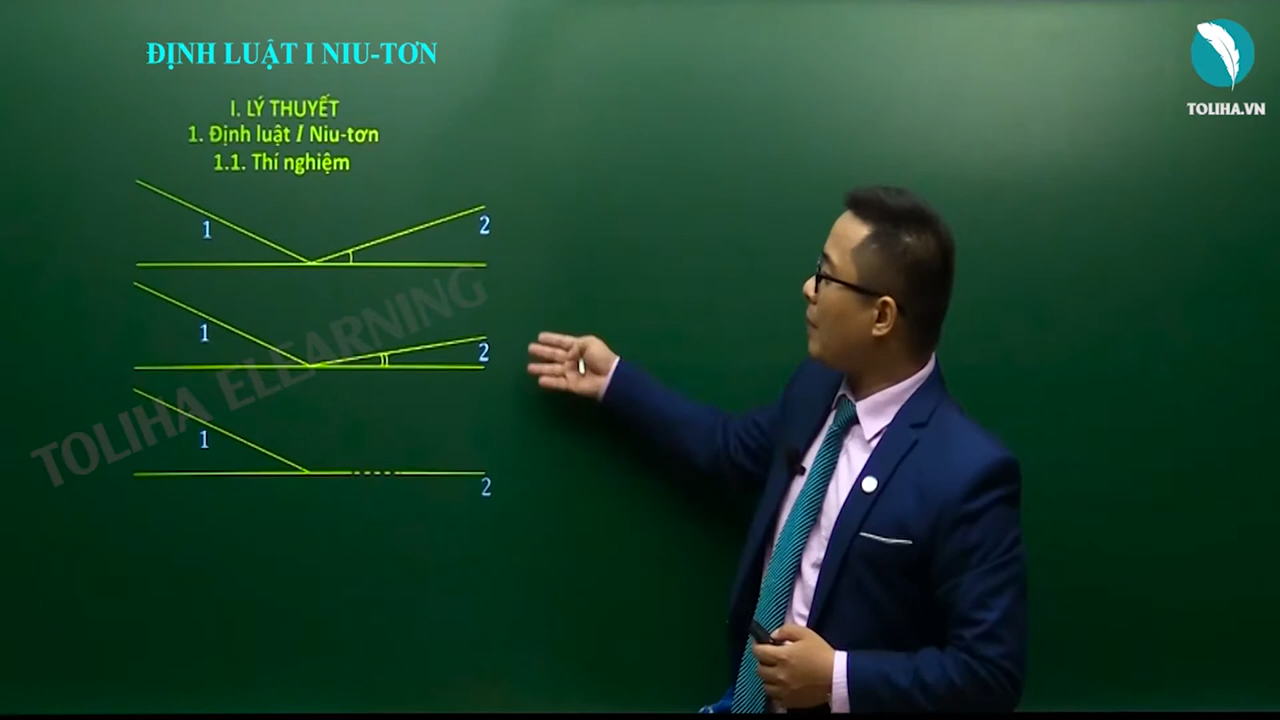 ĐỊNH LUẬT I NIU-TƠN
TOLIHA.VN
I. LÝ THUYẾT
1. Định luật I Niu-tơn
1.1. Thí nghiệm
1
2
1
2
1
2
TOLIHA ELEARNING